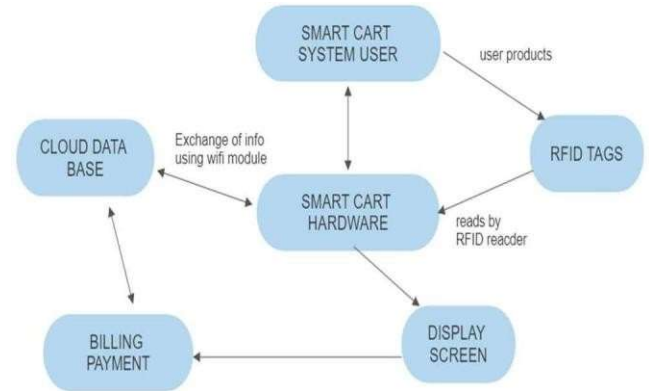 SMART CART
SYSTEM USER
user products
CLOUD DATA
BASE
Exchange of info
using wifi module
RFID TAGS
SMART CART
HARDWARE
reads by
RFID reacder
BILLING
PAYMENT
DISPLAY
SCREEN